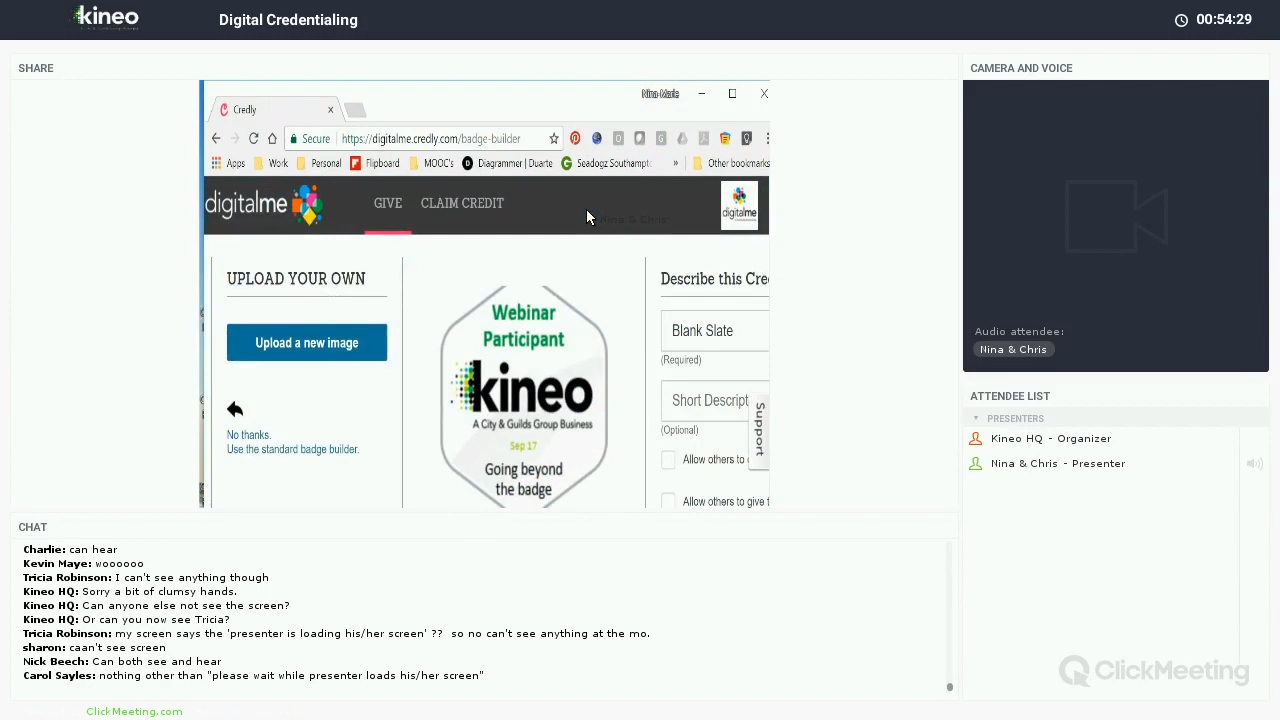 kineo
Digital Credentialing
00:54:29
SHARE
Credly
x
Secure
https://digitalme.credly.com/badge-builder
Apps Work Personal Flipboard MOOC's Diagrammer | Duarte Seadogz Southampt » Other bookmarks
digitalme
GIVE CLAIM CREDIT
Nina & Chris
digitalme
UPLOAD YOUR OWN
Upload a new image
No thanks.
Use the standard badge builder.
Webinar
Participant
kineo
A City & Guilds Group Business
Sep 17
Going beyond
the badge
Describe this Cre
Blank Slate
(Required)
Short Descript
(Optional)
Support
Allow others to
Allow others to give t
CAMERA AND VOICE
Audio attendee:
Nina & Chris
ATTENDEE LIST
PRESENTERS
Kineo HQ - Organizer
Nina & Chris - Presenter
CHAT
Charlie: can hear
Kevin Maye: woooooo
Tricia Robinson: I can't see anything though
Kineo HQ: Sorry a bit of clumsy hands.
Kineo HQ: Can anyone else not see the screen?
Kineo HQ: Or can you now see Tricia?
Tricia Robinson: my screen says the 'presenter is loading his/her screen' ?? so no can't see anything at the mo.
sharon: caan't see screen
Nick Beech: Can both see and hear
Carol Sayles: nothing other than "please wait while presenter loads his/her screen"
ClickMeeting
ClickMeeting.com